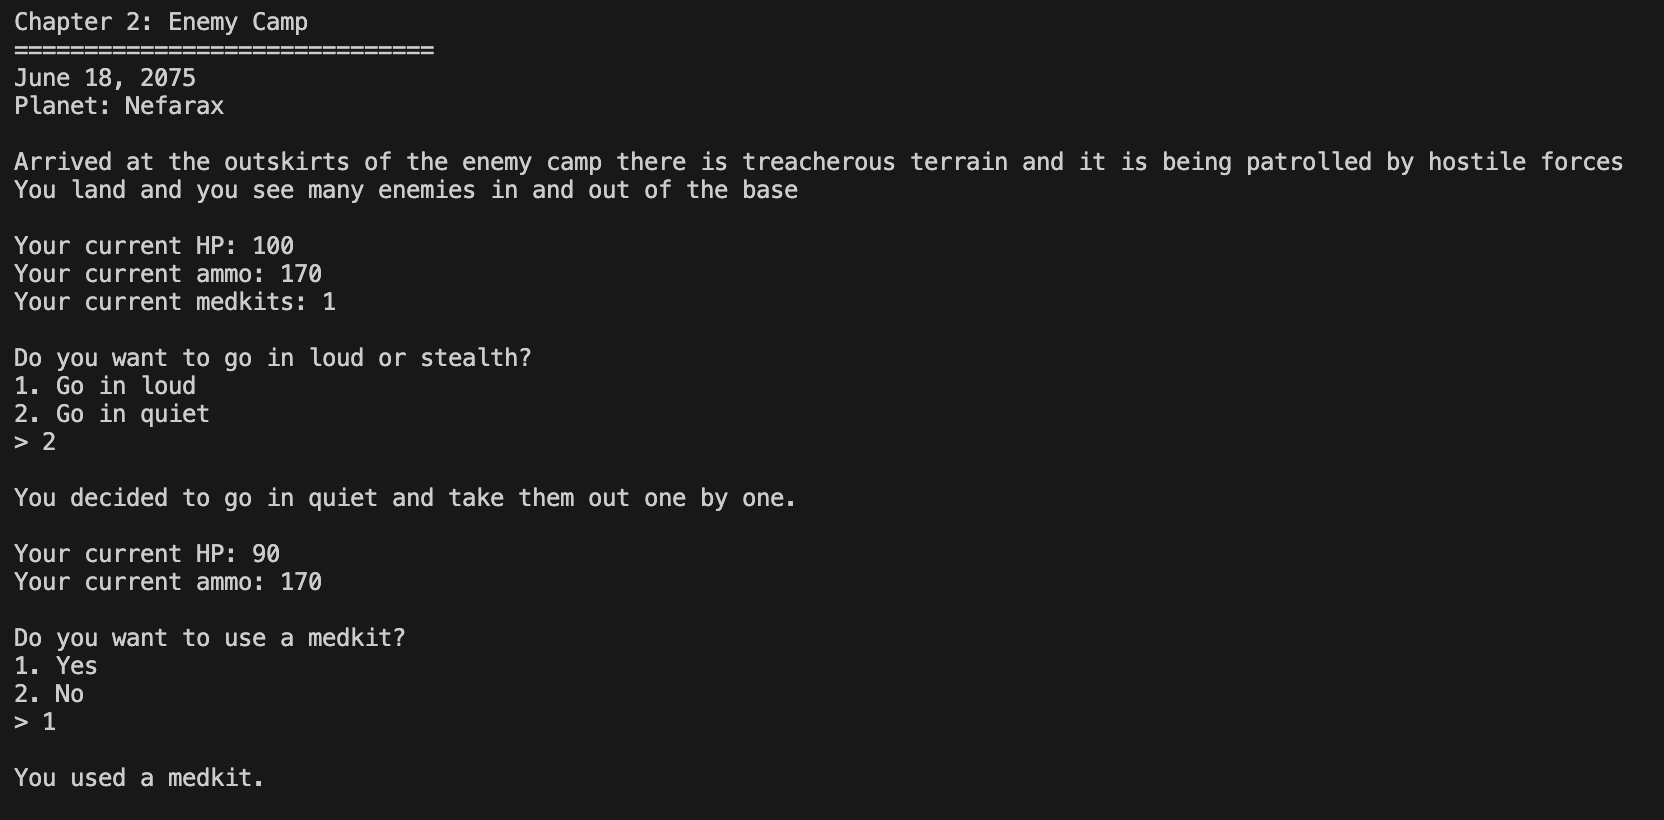 Chapter 2: Enemy Camp
==============================
June 18, 2075
Planet: Nefarax
Arrived at the outskirts of the enemy camp there is treacherous terrain and it is being patrolled by hostile forces
You land and you see many enemies in and out of the base
Your current HP: 100
Your current ammo: 170
Your current medkits: 1
Do you want to go in loud or stealth?
1. Go in loud
2. Go in quiet
> 2
You decided to go in quiet and take them out one by one.
Your current HP: 90
Your current ammo: 170
Do you want to use a medkit?
1. Yes
2. No
> 1
You used a medkit.